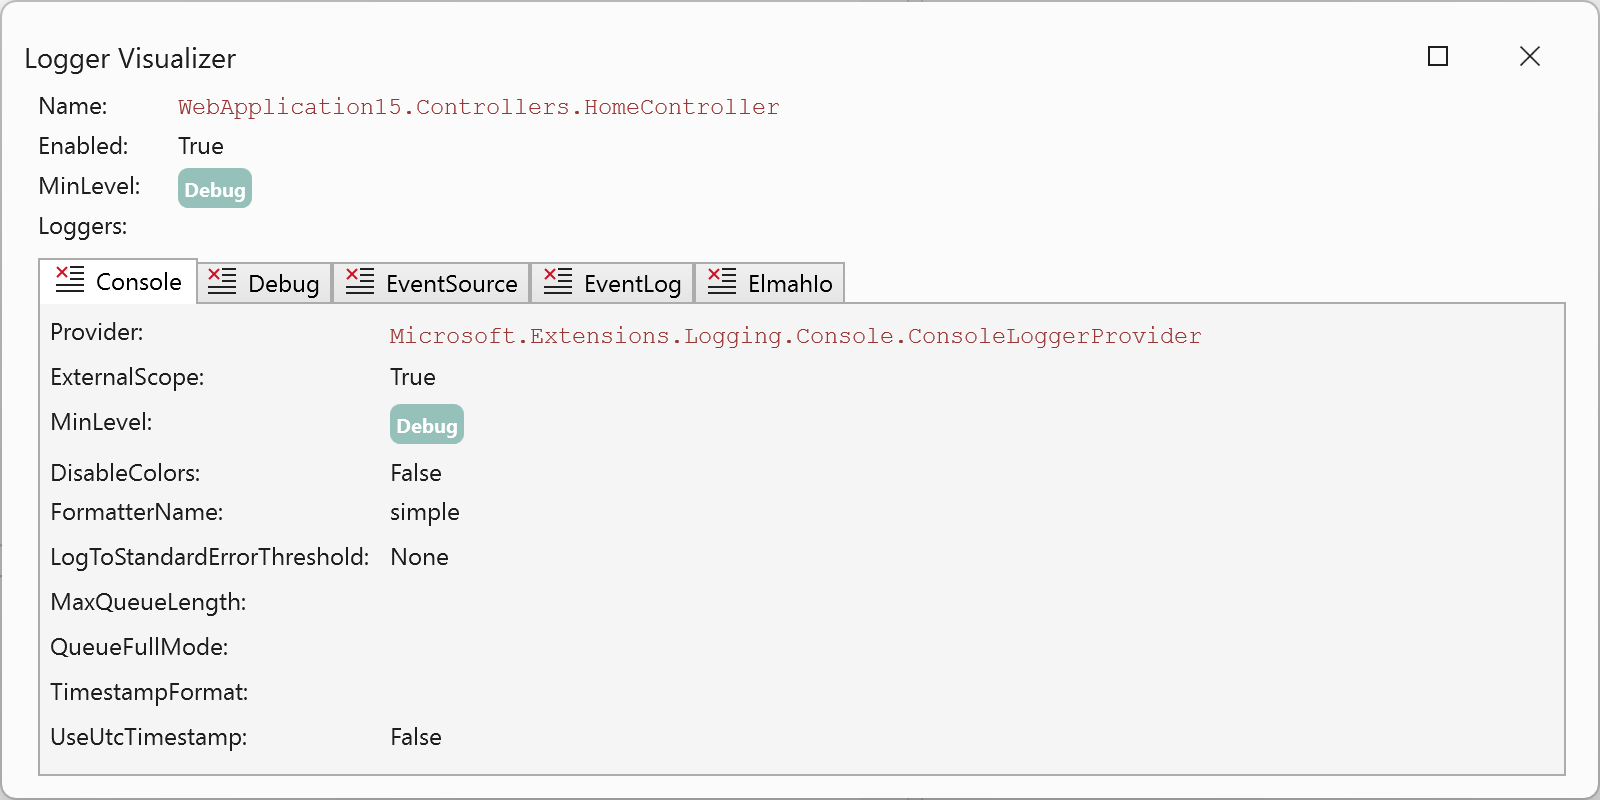 Logger Visualizer
Name: WebApplication15.Controllers.HomeController
Enabled: True
MinLevel: Debug
Loggers:
Console Debug EventSource EventLog ElmahIo
Provider: Microsoft.Extensions.Logging.Console.ConsoleLoggerProvider
ExternalScope: True
MinLevel: Debug
DisableColors: False
FormatterName: simple
LogToStandardErrorThreshold: None
MaxQueueLength:
QueueFullMode:
TimestampFormat:
UseUtcTimestamp: False